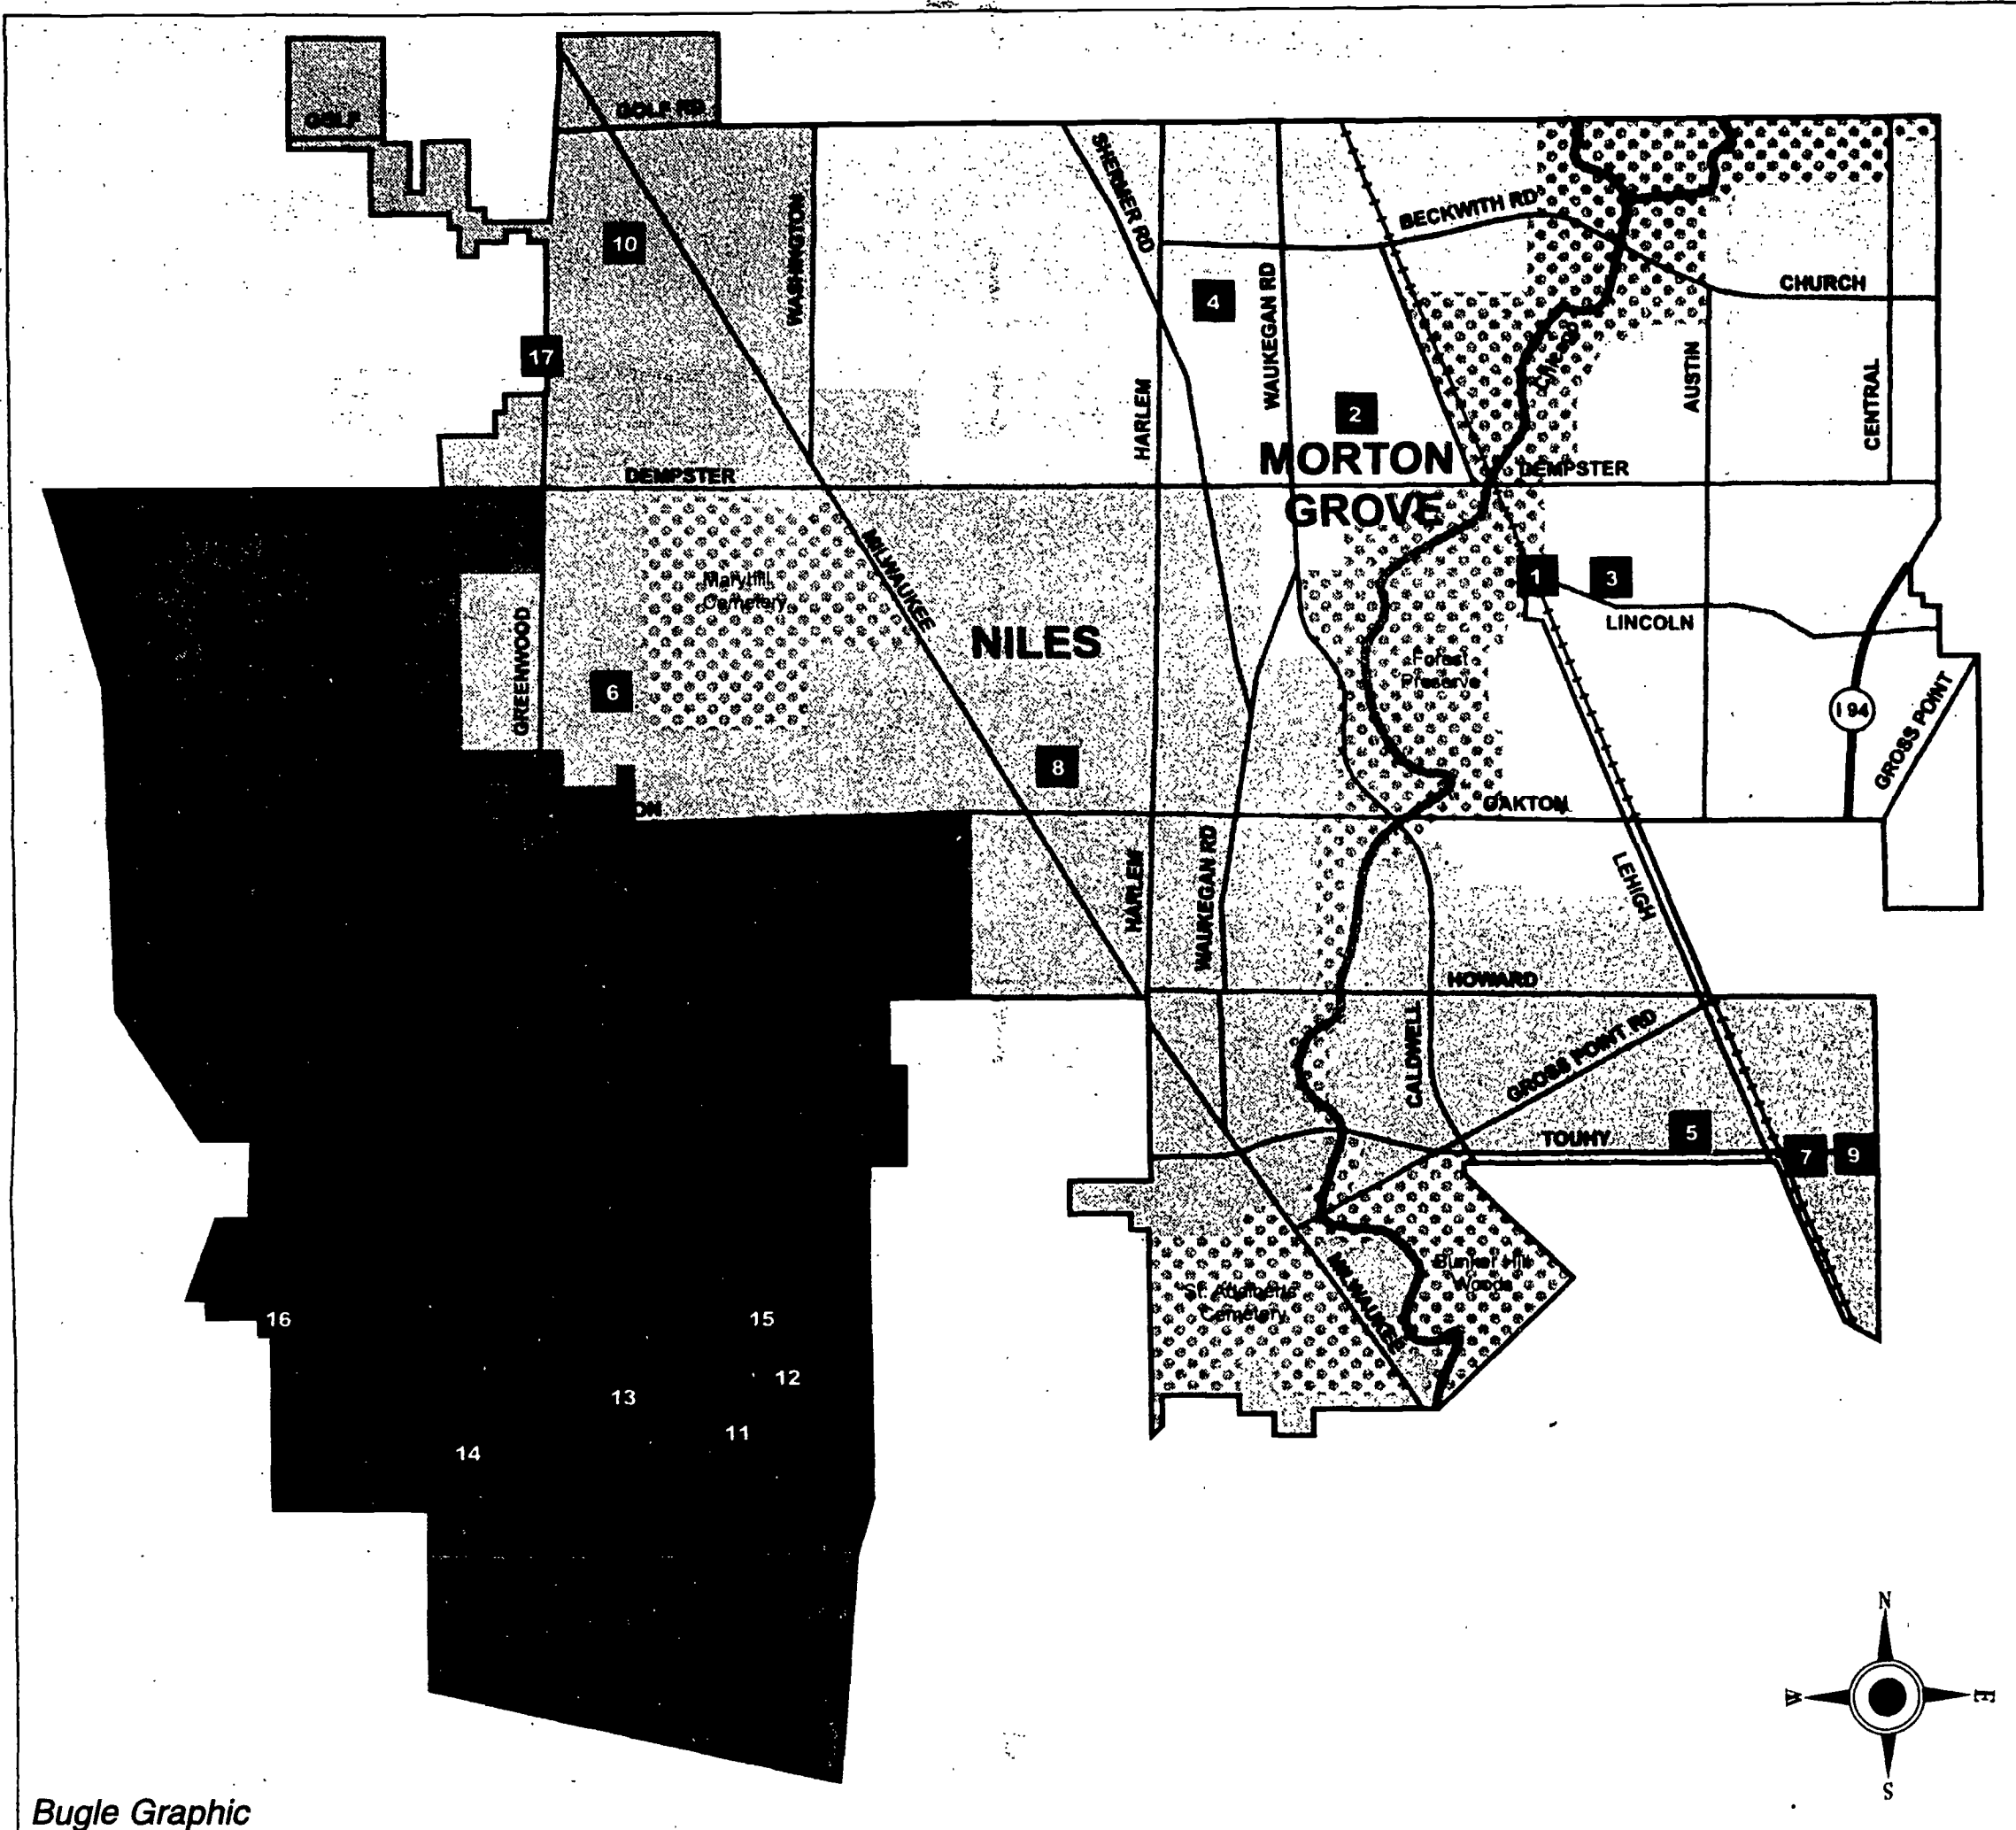 GOLF
GOLF RD
SHERMER RD
BECKWITH RD
WASHINGTON
10
4
WAUKEGAN RD
CHURCH
17
HARLEM
AUSTIN
CENTRAL
2
MORTON
GROVE
DEMPSTER
DEMPSTER
MILWAUKEE
Maryhill
Cemetery
1
3
LINCOLN
GREENWOOD
NILES
Forest
Preserve
6
I 94
GROSS POINT
8
ON
OAKTON
HARLEM
WAUKEGAN RD
LEHIGH
HOWARD
CALDWELL
GROSS POINT RD
TOUHY
5
7
9
Bunker Hill
Woods
St. Adalberts
Cemetery
MILWAUKEE
16
15
12
13
11
14
N
W
E
S
Bugle Graphic